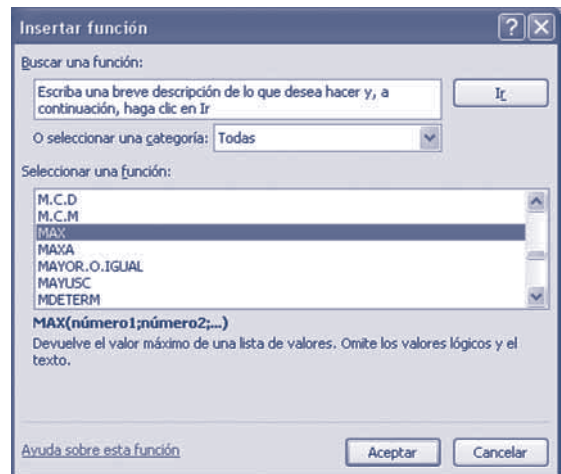 Insertar función
Buscar una función:
Escriba una breve descripción de lo que desea hacer y, a
continuación, haga clic en Ir
Ir
O seleccionar una categoría: Todas
Seleccionar una función:
M.C.D
M.C.M
MAX
MAXA
MAYOR.O.IGUAL
MAYUSC
MDETERM
MAX(número1;número2;...)
Devuelve el valor máximo de una lista de valores. Omite los valores lógicos y el
texto.
Ayuda sobre esta función
Aceptar
Cancelar